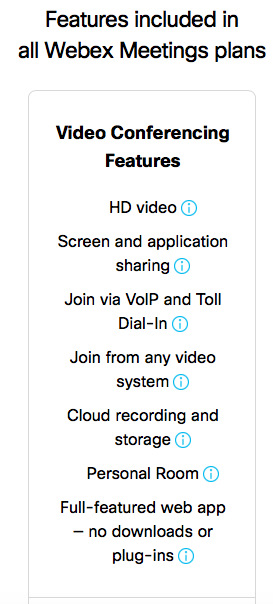 Features included in
all Webex Meetings plans
Video Conferencing
Features
HD video
Screen and application
sharing
Join via VoIP and Toll
Dial-In
Join from any video
system
Cloud recording and
storage
Personal Room
Full-featured web app
– no downloads or
plug-ins